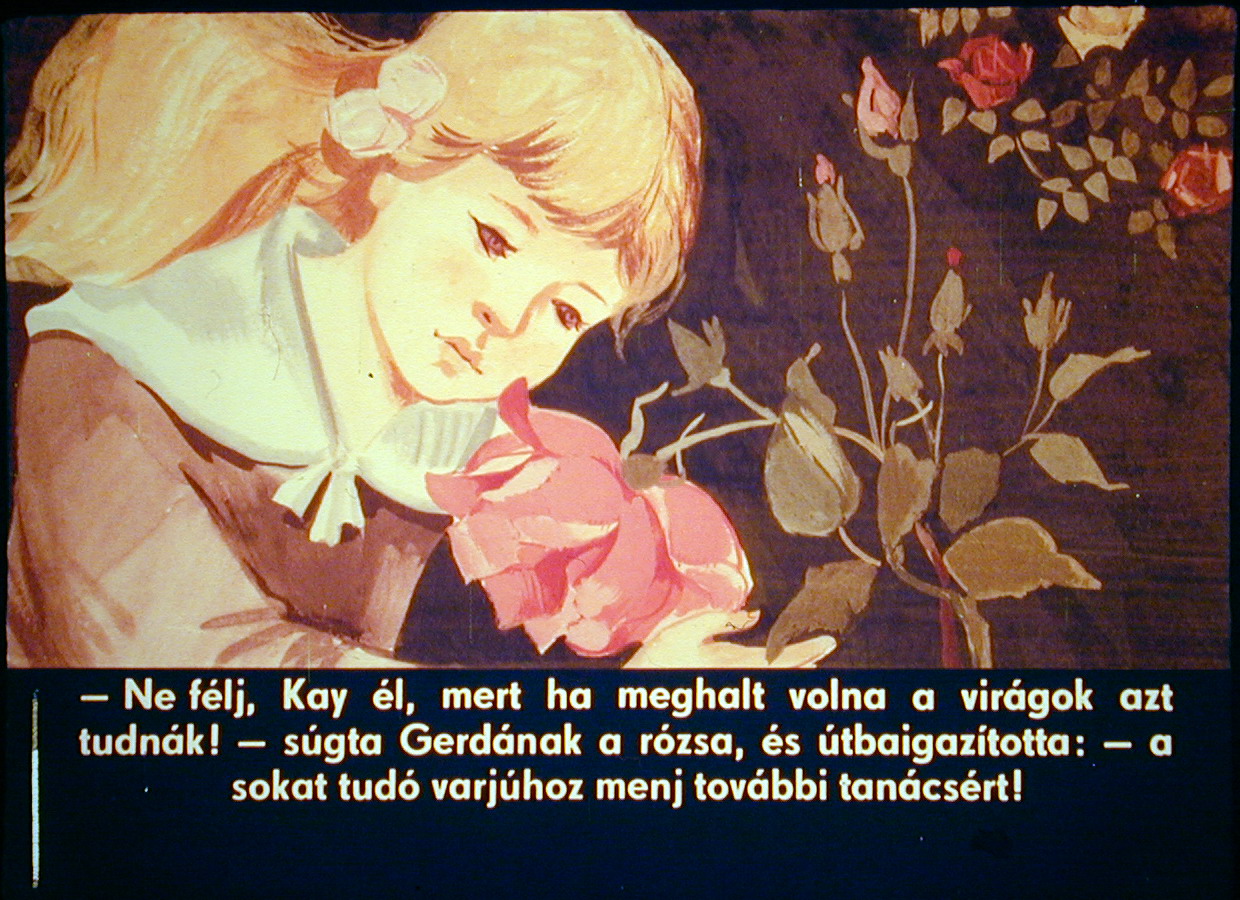 – Ne félj, Kay él, mert ha meghalt volna a virágok azt
tudnák! – súgta Gerdának a rózsa, és útbaigazította: – a
sokat tudó varjúhoz menj további tanácsért!